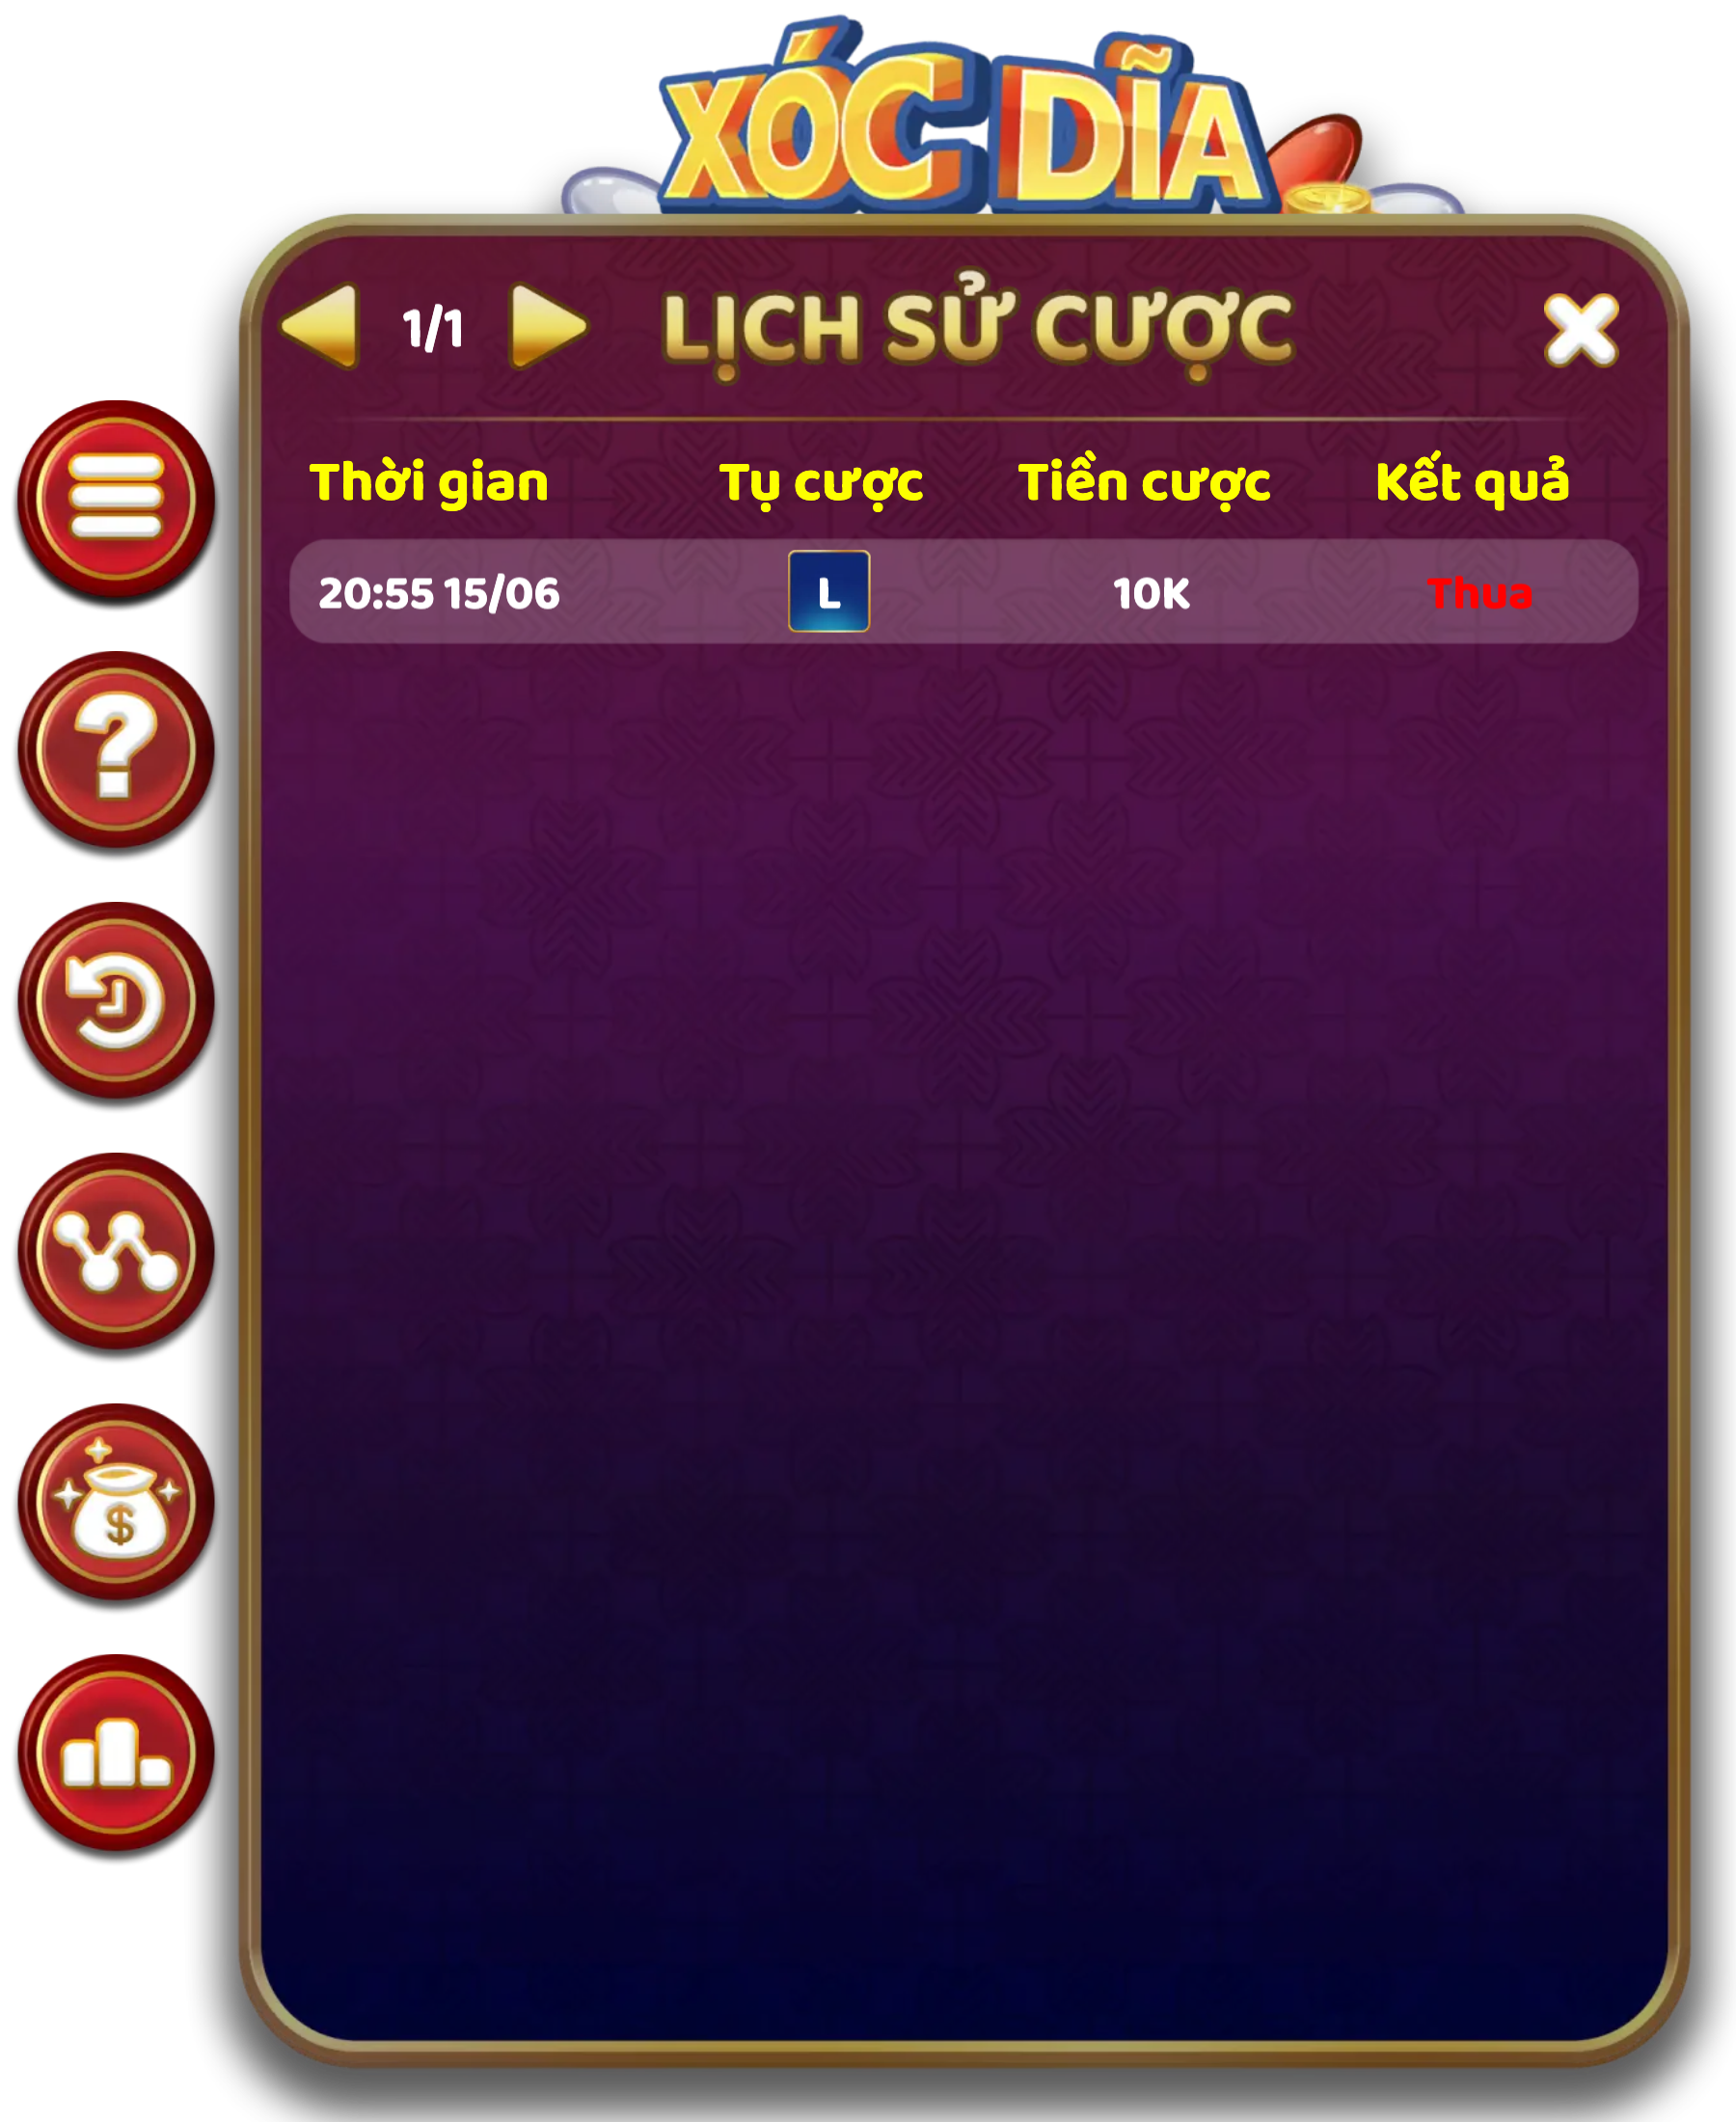 XÓC DĨA
1/1 LỊCH SỬ CƯỢC
Thời gian Tụ cược Tiền cược Kết quả
20:55 15/06 L 10K Thua
$